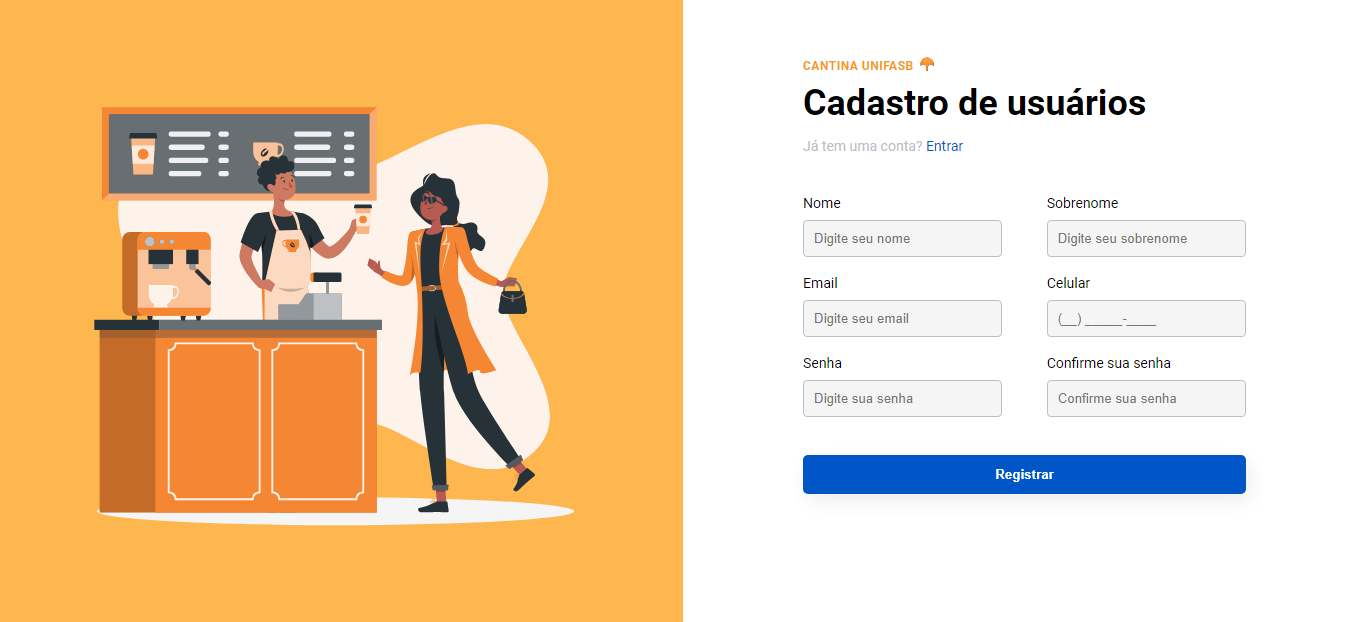 CANTINA UNIFASB
Cadastro de usuários
Já tem uma conta? Entrar
Nome Sobrenome
Digite seu nome Digite seu sobrenome
Email Celular
Digite seu email (__) _____-____
Senha Confirme sua senha
Digite sua senha Confirme sua senha
Registrar